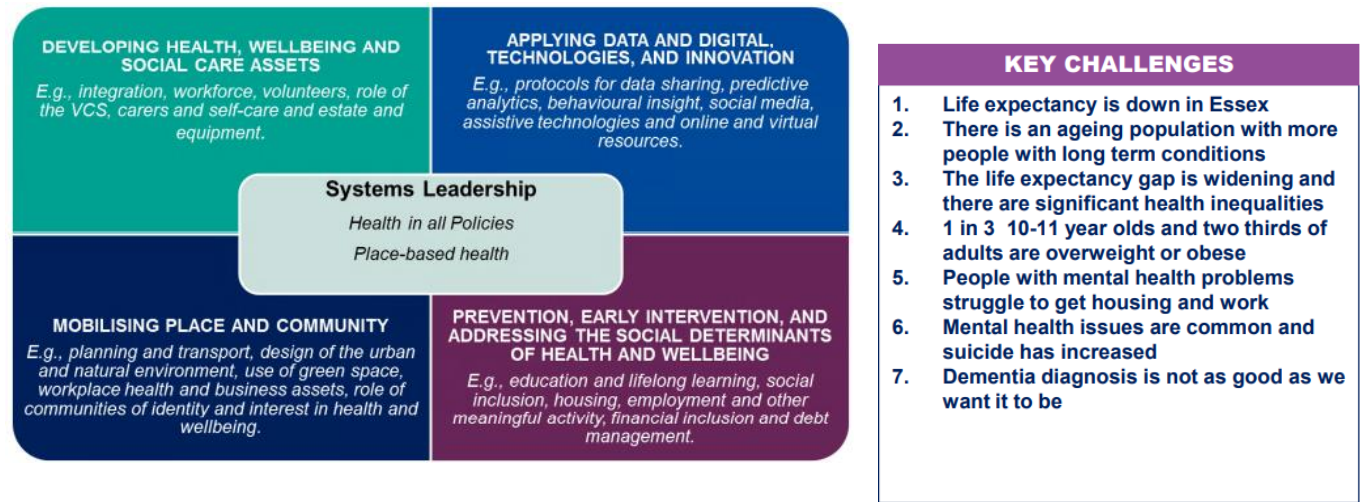 DEVELOPING HEALTH, WELLBEING AND
SOCIAL CARE ASSETS
E.g., integration, workforce, volunteers, role of
the VCS, carers and self-care and estate and
equipment.
APPLYING DATA AND DIGITAL,
TECHNOLOGIES, AND INNOVATION
E.g., protocols for data sharing, predictive
analytics, behavioural insight, social media,
assistive technologies and online and virtual
resources.
Systems Leadership
Health in all Policies
Place-based health
MOBILISING PLACE AND COMMUNITY
E.g., planning and transport, design of the urban
and natural environment, use of green space,
workplace health and business assets, role of
communities of identity and interest in health and
wellbeing.
PREVENTION, EARLY INTERVENTION, AND
ADDRESSING THE SOCIAL DETERMINANTS
OF HEALTH AND WELLBEING
E.g., education and lifelong learning, social
inclusion, housing, employment and other
meaningful activity, financial inclusion and debt
management.
KEY CHALLENGES
1. Life expectancy is down in Essex
2. There is an ageing population with more
people with long term conditions
3. The life expectancy gap is widening and
there are significant health inequalities
4. 1 in 3 10-11 year olds and two thirds of
adults are overweight or obese
5. People with mental health problems
struggle to get housing and work
6. Mental health issues are common and
suicide has increased
7. Dementia diagnosis is not as good as we
want it to be